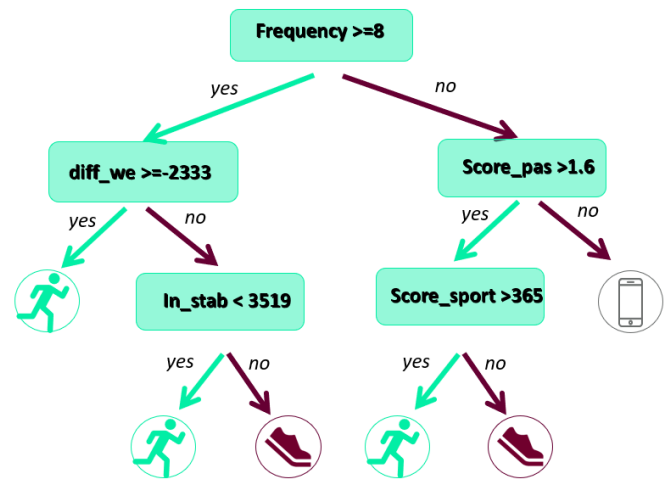 Frequency >=8
yes
no
diff_we >=-2333
Score_pas >1.6
yes
no
yes
no
In_stab < 3519
Score_sport >365
yes
no
yes
no